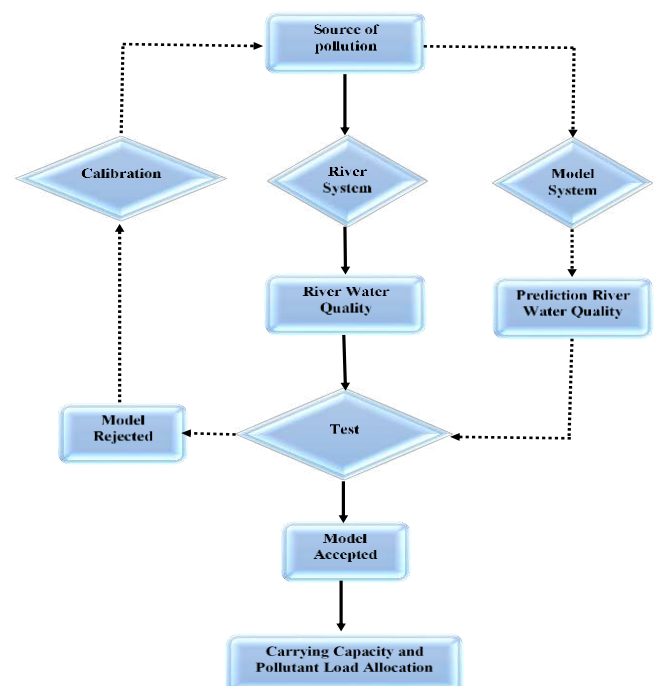 Source of
pollution
Calibration
River
System
Model
System
River Water
Quality
Prediction River
Water Quality
Model
Rejected
Test
Model
Accepted
Carrying Capacity and
Pollutant Load Allocation